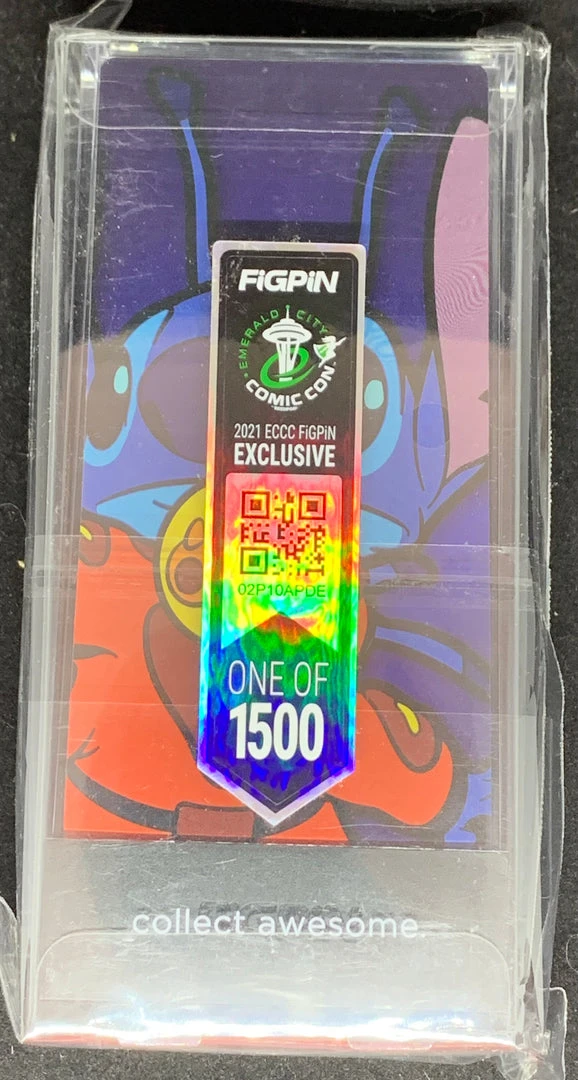 FiGPiN
EMERALD CITY
COMIC CON
2021 ECCC FiGPiN
EXCLUSIVE
02P10APDE
ONE OF
1500
collect awesome.